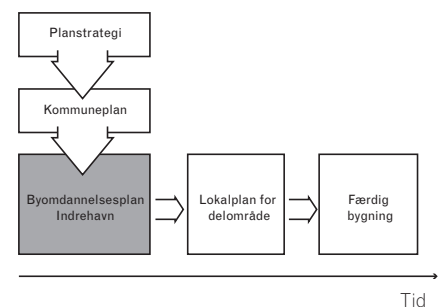 Planstrategi
Kommuneplan
Byomdannelsesplan
Indrehavn
Lokalplan for
delområde
Færdig
bygning
Tid